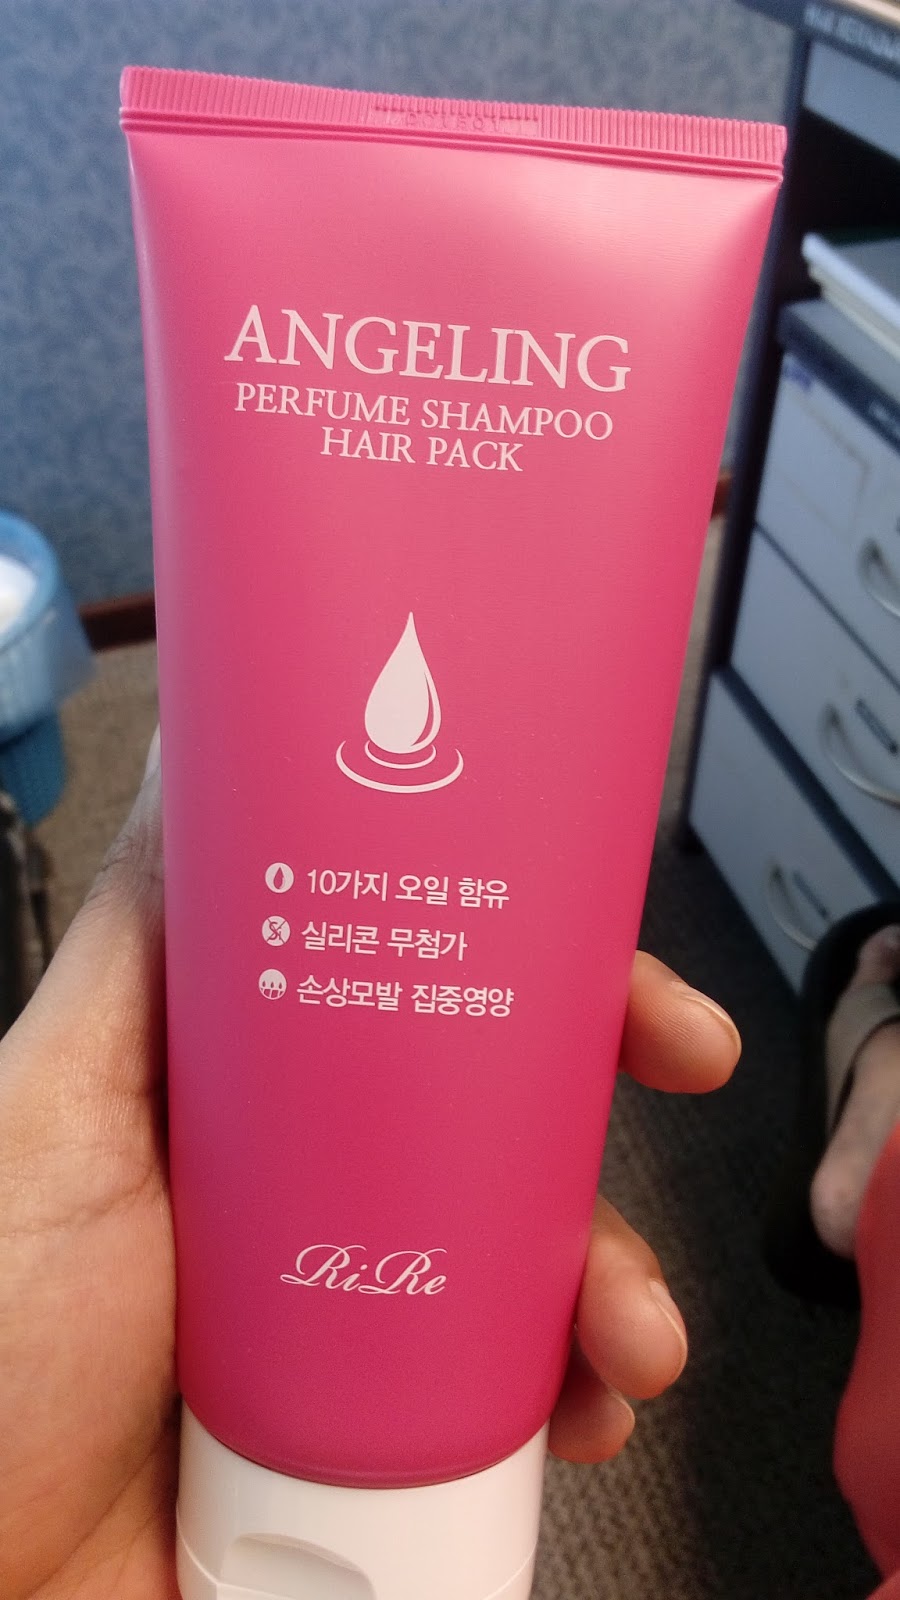 ANGELING
PERFUME SHAMPOO
HAIR PACK
10가지 오일 함유
Si
실리콘 무첨가
손상모발 집중영양
RiRe